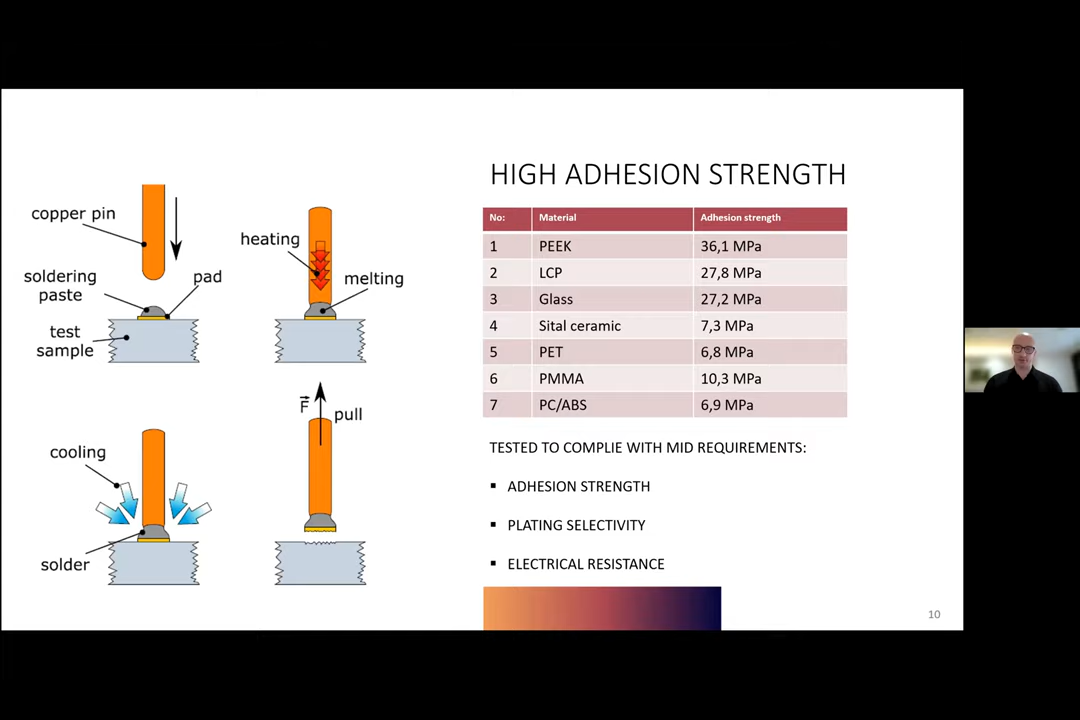 HIGH ADHESION STRENGTH
No: Material Adhesion strength
1 PEEK 36,1 MPa
2 LCP 27,8 MPa
3 Glass 27,2 MPa
4 Sital ceramic 7,3 MPa
5 PET 6,8 MPa
6 PMMA 10,3 MPa
7 PC/ABS 6,9 MPa
TESTED TO COMPLIE WITH MID REQUIREMENTS:
▪ ADHESION STRENGTH
▪ PLATING SELECTIVITY
▪ ELECTRICAL RESISTANCE
copper pin
soldering
paste
pad
test
sample
heating
melting
cooling
solder
F
pull
10